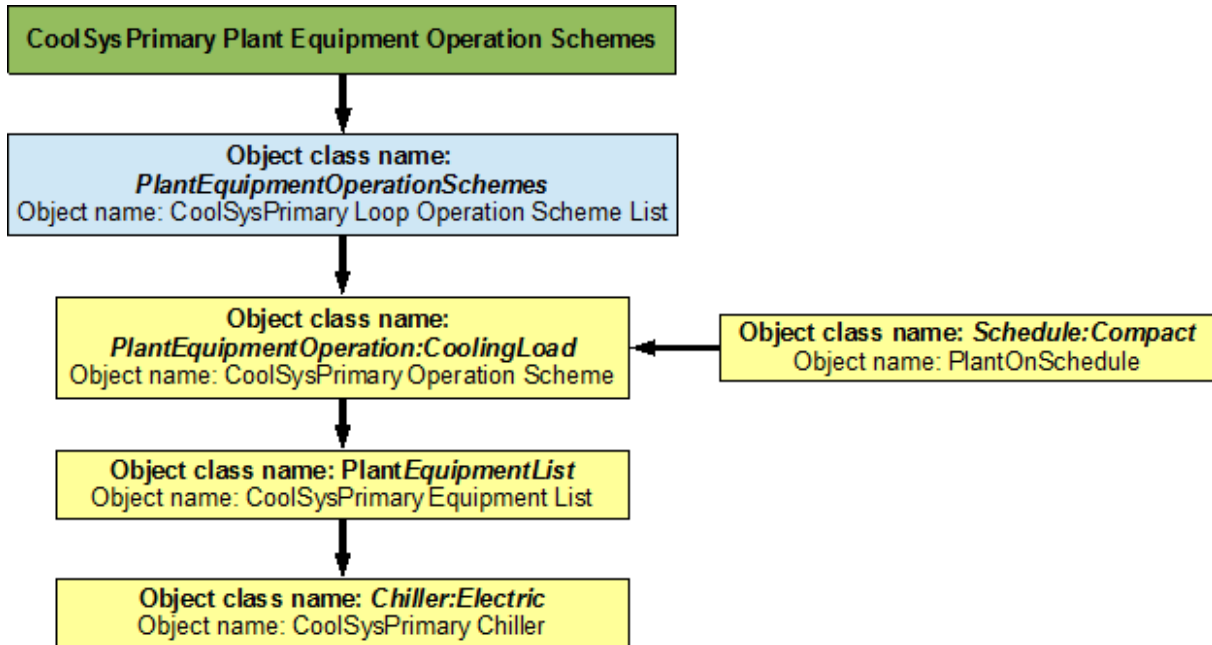 CoolSysPrimary Plant Equipment Operation Schemes
Object class name:
PlantEquipmentOperationSchemes
Object name: CoolSysPrimary Loop Operation Scheme List
Object class name:
PlantEquipmentOperation:CoolingLoad
Object name: CoolSysPrimary Operation Scheme
Object class name: Schedule:Compact
Object name: PlantOnSchedule
Object class name: PlantEquipmentList
Object name: CoolSysPrimary Equipment List
Object class name: Chiller:Electric
Object name: CoolSysPrimary Chiller